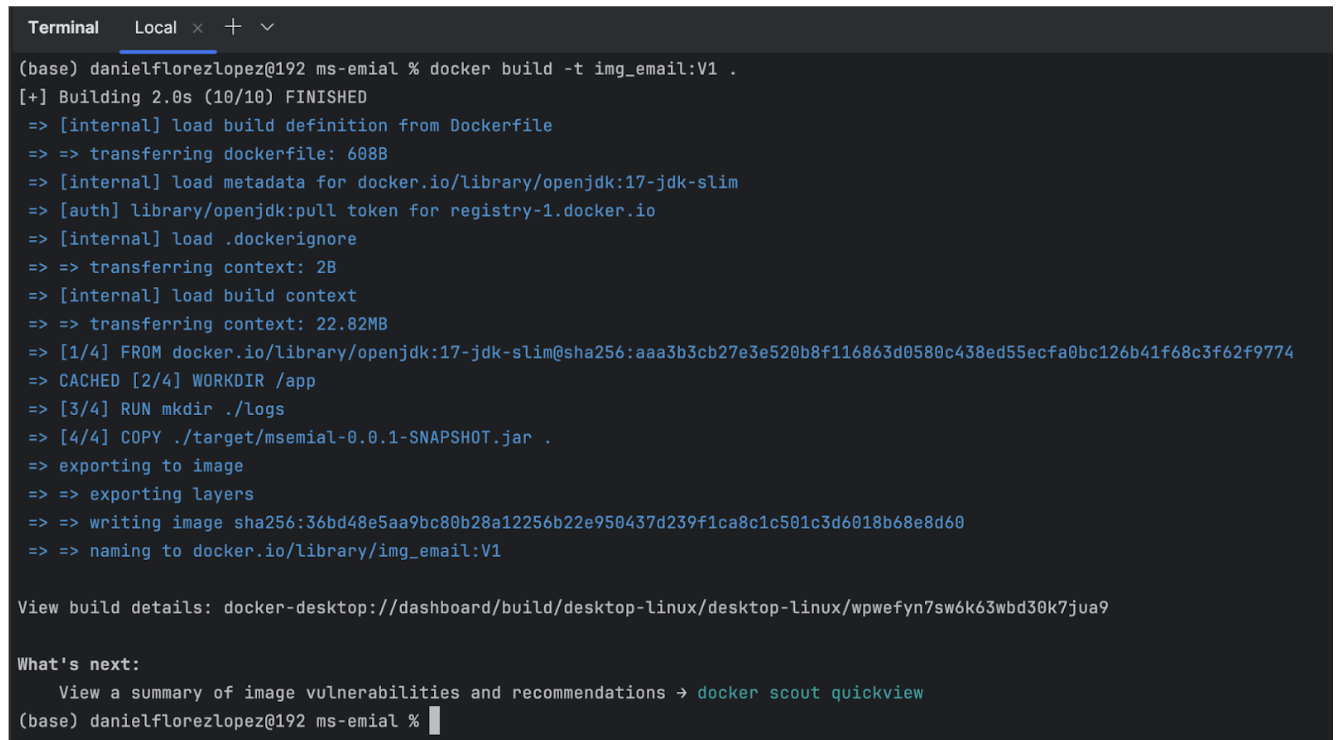 Terminal Local × + ⌄
(base) danielflorezlopez@192 ms-emial % docker build -t img_email:V1 .
[+] Building 2.0s (10/10) FINISHED
=> [internal] load build definition from Dockerfile
=> => transferring dockerfile: 608B
=> [internal] load metadata for docker.io/library/openjdk:17-jdk-slim
=> [auth] library/openjdk:pull token for registry-1.docker.io
=> [internal] load .dockerignore
=> => transferring context: 2B
=> [internal] load build context
=> => transferring context: 22.82MB
=> [1/4] FROM docker.io/library/openjdk:17-jdk-slim@sha256:aaa3b3cb27e3e520b8f116863d0580c438ed55ecfa0bc126b41f68c3f62f9774
=> CACHED [2/4] WORKDIR /app
=> [3/4] RUN mkdir ./logs
=> [4/4] COPY ./target/msemial-0.0.1-SNAPSHOT.jar .
=> exporting to image
=> => exporting layers
=> => writing image sha256:36bd48e5aa9bc80b28a12256b22e950437d239f1ca8c1c501c3d6018b68e8d60
=> => naming to docker.io/library/img_email:V1
View build details: docker-desktop://dashboard/build/desktop-linux/desktop-linux/wpwefyn7sw6k63wbd30k7jua9
What's next:
View a summary of image vulnerabilities and recommendations → docker scout quickview
(base) danielflorezlopez@192 ms-emial %